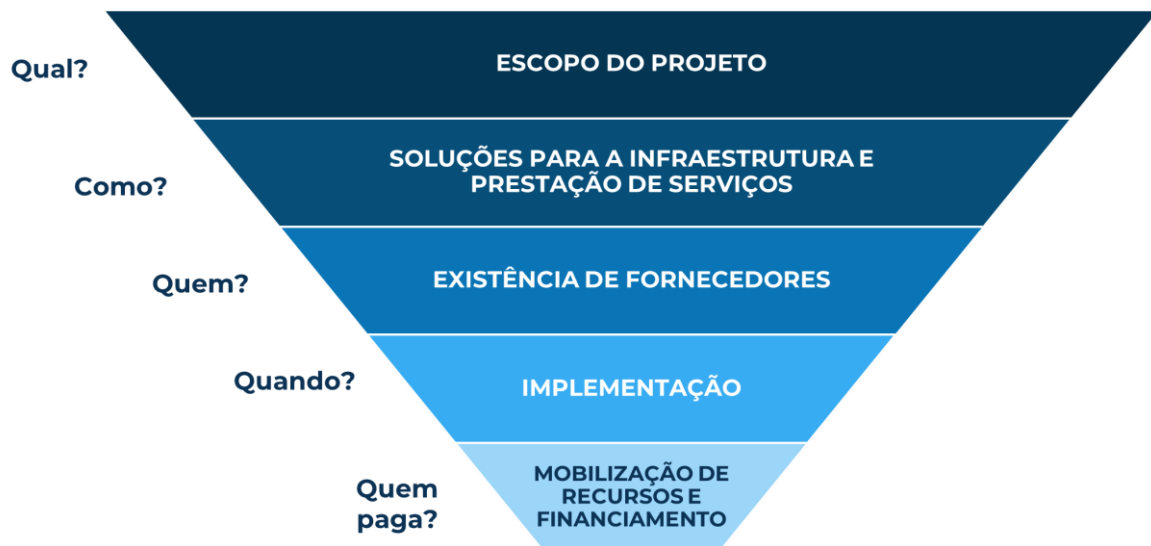 Qual?
ESCOPO DO PROJETO
Como?
SOLUÇÕES PARA A INFRAESTRUTURA E
PRESTAÇÃO DE SERVIÇOS
Quem?
EXISTÊNCIA DE FORNECEDORES
Quando?
IMPLEMENTAÇÃO
Quem
paga?
MOBILIZAÇÃO DE
RECURSOS E
FINANCIAMENTO